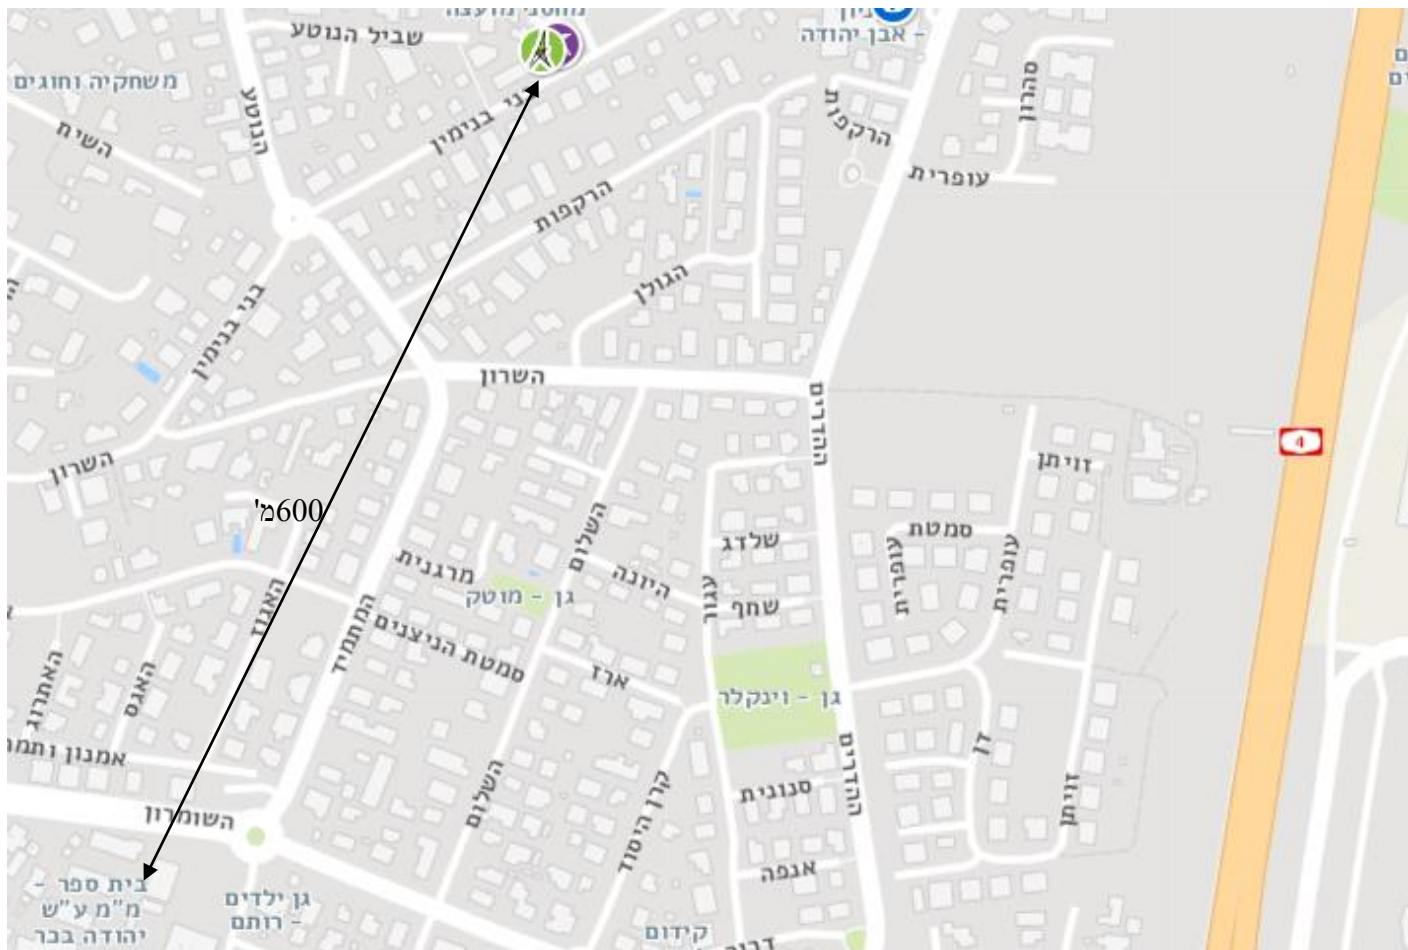 מחסני מועצה
שביל הנוטע
– אבן יהודה
משחקיה וחוגים
הנוטע
השיח
בני בנימין
סהרון
הרקפות
עופרית
הרקפות
הגולן
בני בנימין
השרון
ההדרים
השרון
4
זויתן
600מ'
השלום
סמטת
עופרית
עופרית
שלדג
מרגנית
היונה
עגור
שחף
גן – מוטק
האגוז
המתמיד
סמטת הניצנים
ארז
האתרוג
האגס
גן – וינקלר
דן
אמנון ותמר
ההדרים
השלום
קרן היסוד
סנונית
זויתן
השומרון
אנפה
בית ספר –
מ"מ ע"ש
יהודה בכר
גן ילדים
– רותם
קידום